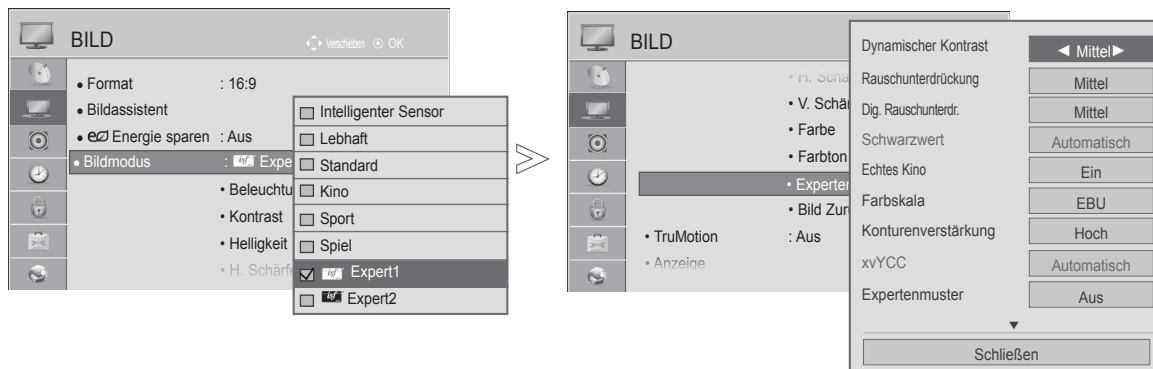 BILD
Verschieben OK
• Format : 16:9
• Bildassistent
• Energie sparen : Aus
• Bildmodus : Expe
• Beleuchtu
• Kontrast
• Helligkeit
• H. Schärfe
Intelligenter Sensor
Lebhaft
Standard
Kino
Sport
Spiel
Expert1
Expert2
BILD
• H. Schä
• V. Schär
• Farbe
• Farbton
• Experten
• Bild Zur
• TruMotion : Aus
• Anzeige
Dynamischer Kontrast ◄ Mittel►
Rauschunterdrückung Mittel
Dig. Rauschunterdr. Mittel
Schwarzwert Automatisch
Echtes Kino Ein
Farbskala EBU
Konturenverstärkung Hoch
xvYCC Automatisch
Expertenmuster Aus
▼
Schließen